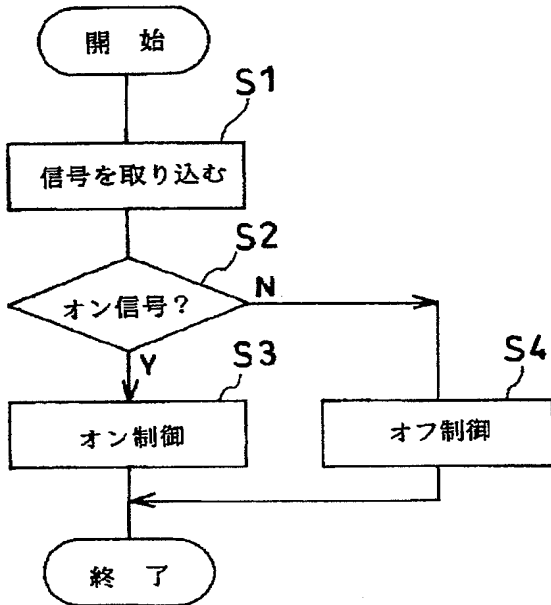 開 始
S1
信号を取り込む
S2
オン信号?
N
Y
S3
S4
オン制御
オフ制御
終 了